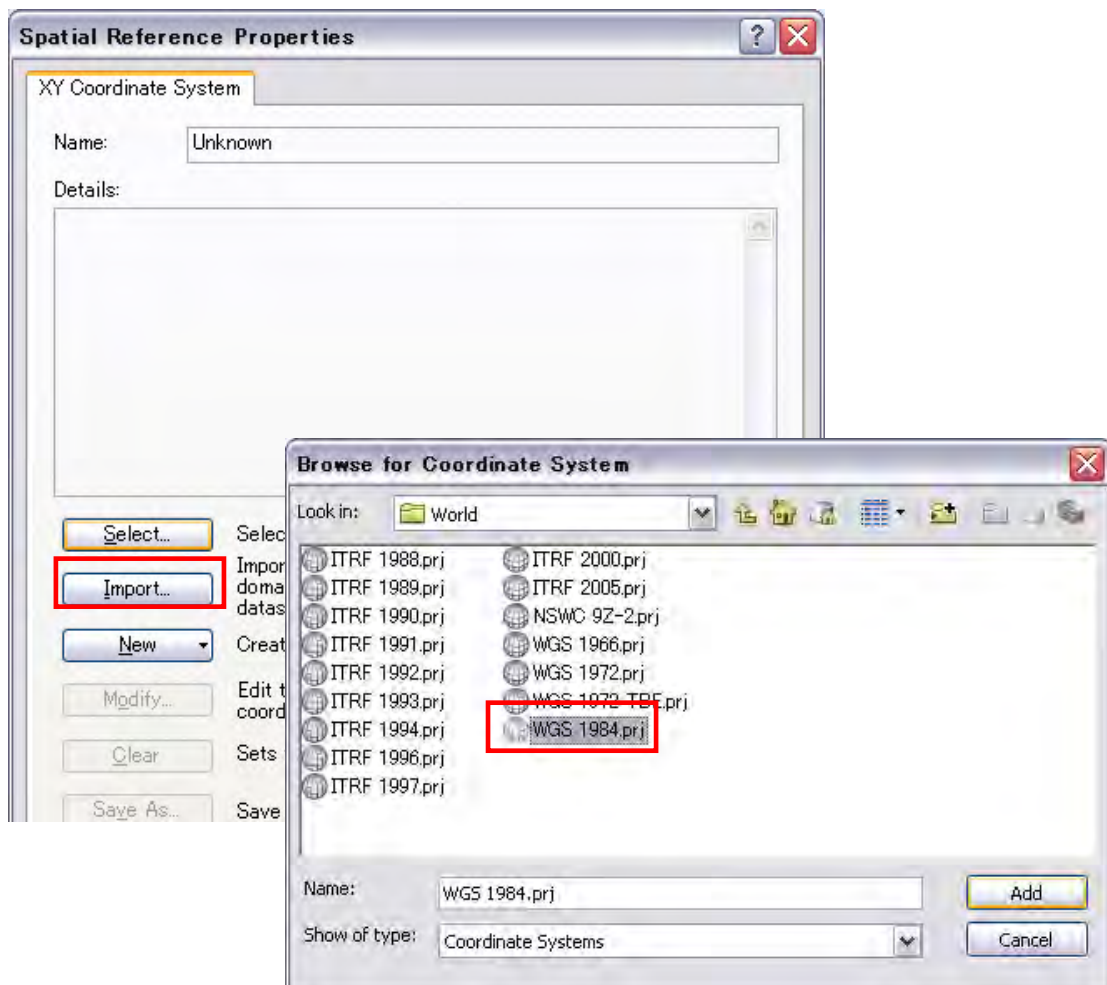 Spatial Reference Properties
XY Coordinate System
Name: Unknown
Details:
Select... Selec
Import... Impor
doma
datas
New Creat
Modify... Edit t
coord
Clear Sets
Save As... Save
Browse for Coordinate System
Look in: World
ITRF 1988.prj ITRF 2000.prj
ITRF 1989.prj ITRF 2005.prj
ITRF 1990.prj NSWC 9Z-2.prj
ITRF 1991.prj WGS 1966.prj
ITRF 1992.prj WGS 1972.prj
ITRF 1993.prj WGS 1972 TBE.prj
ITRF 1994.prj WGS 1984.prj
ITRF 1996.prj
ITRF 1997.prj
Name: WGS 1984.prj Add
Show of type: Coordinate Systems Cancel